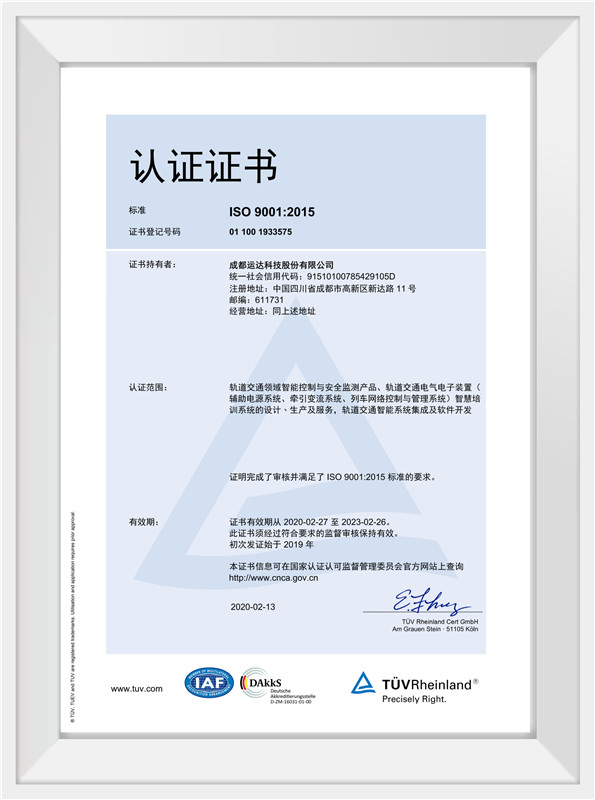 认证证书
标准 ISO 9001:2015
证书登记号码 01 100 1933575
证书持有者： 成都运达科技股份有限公司
统一社会信用代码：91510100785429105D
注册地址：中国四川省成都市高新区新达路 11 号
邮编：611731
经营地址：同上述地址
认证范围： 轨道交通领域智能控制与安全监测产品、轨道交通电气电子装置（
辅助电源系统、牵引变流系统、列车网络控制与管理系统）智慧培
训系统的设计、生产及服务，轨道交通智能系统集成及软件开发
证明完成了审核并满足了 ISO 9001:2015 标准的要求。
有效期： 证书有效期从 2020-02-27 至 2023-02-26。
此证书须经过符合要求的监督审核保持有效。
初次发证始于 2019 年
本证书信息可在国家认证认可监督管理委员会官方网站上查询
http://www.cnca.gov.cn
2020-02-13
TÜV Rheinland Cert GmbH
Am Grauen Stein · 51105 Köln
® TÜV, TUEV and TUV are registered trademarks. Utilisation and application requires prior approval.
www.tuv.com
IAF
DAkkS
Deutsche
Akkreditierungsstelle
D-ZM-16031-01-00
TÜVRheinland®
Precisely Right.